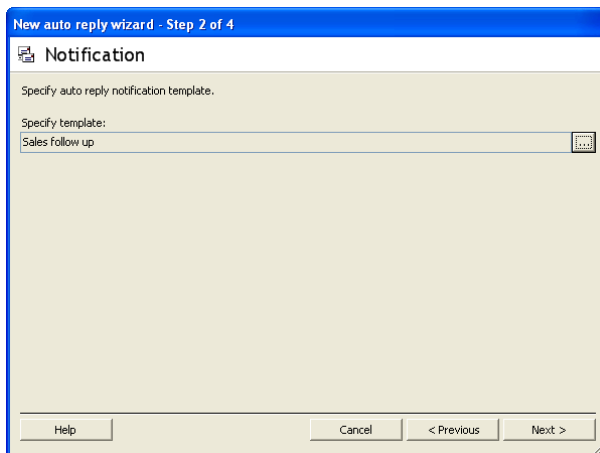 New auto reply wizard - Step 2 of 4
Notification
Specify auto reply notification template.
Specify template:
Sales follow up
...
Help
Cancel
< Previous
Next >